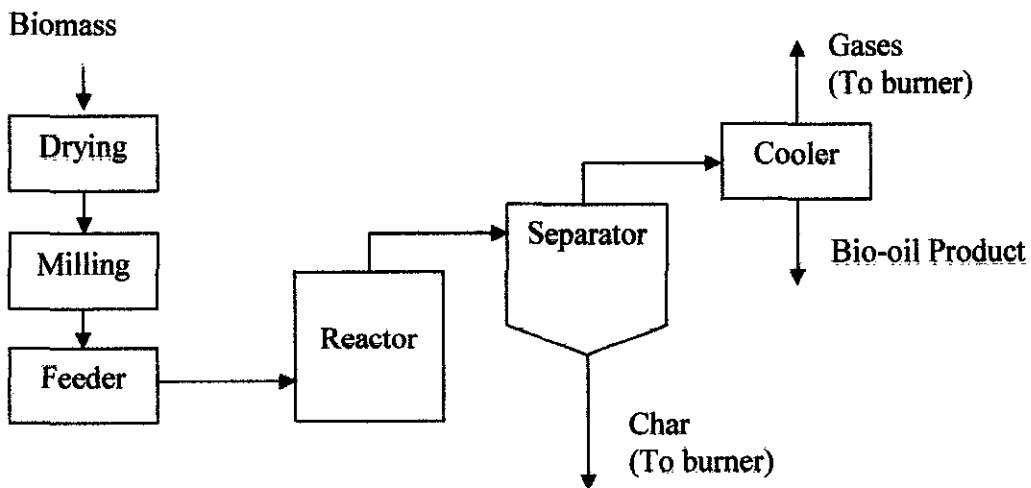 Biomass
Drying
Milling
Feeder
Reactor
Separator
Char
(To burner)
Cooler
Gases
(To burner)
Bio-oil Product